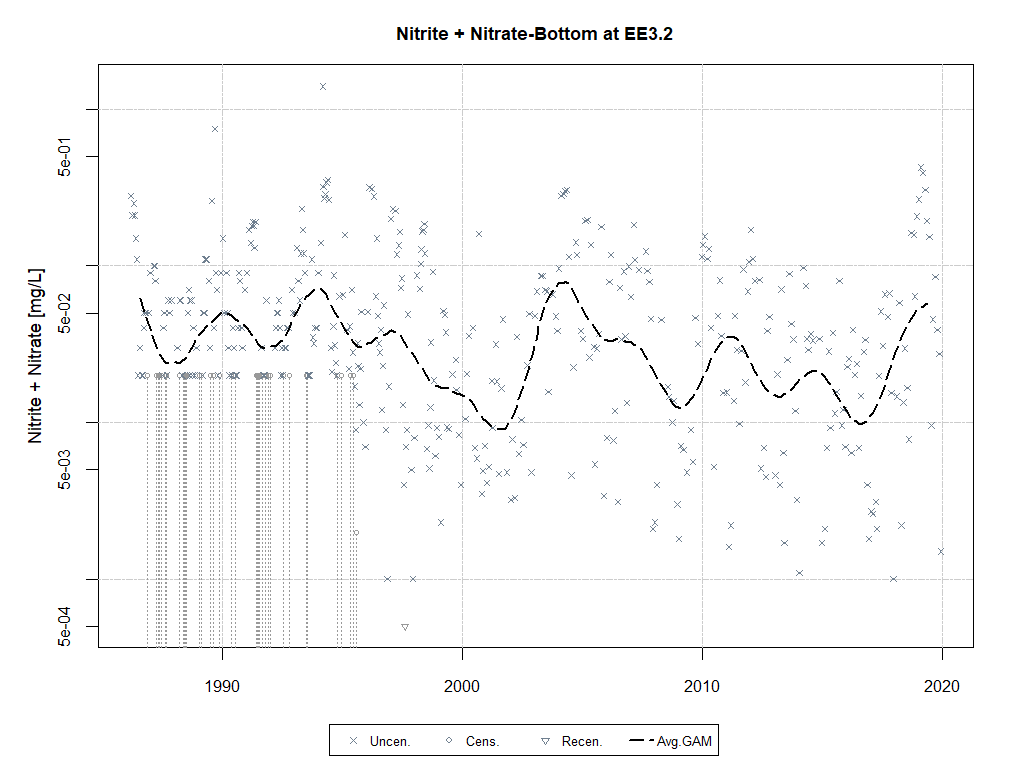 Nitrite + Nitrate-Bottom at EE3.2
Nitrite + Nitrate [mg/L]
5e-01
5e-02
5e-03
5e-04
1990 2000 2010 2020
Uncen. Cens. Recen. Avg.GAM